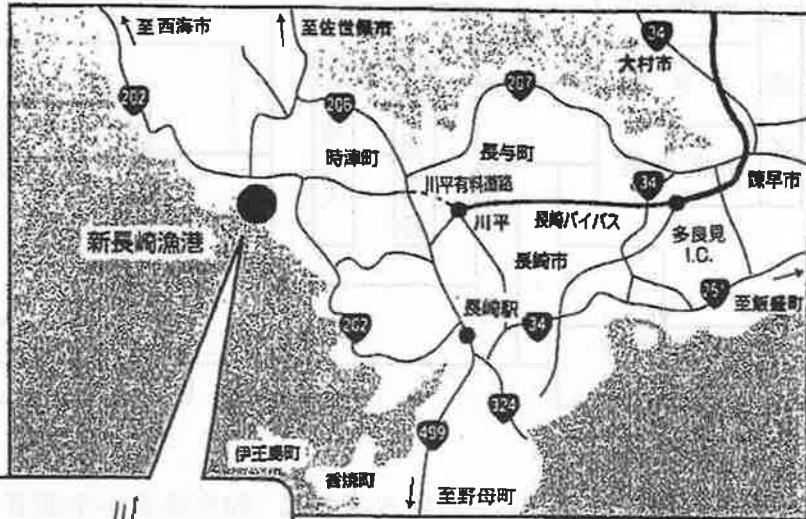 至西海市
至佐世保市
34
大村市
202
206
207
時津町
長与町
諫早市
川平有料道路
34
川平
長崎バイパス
新長崎漁港
長崎市
多良見
I.C.
251
至飯盛町
長崎駅
202
34
324
499
伊王島町
香焼町
至野母町